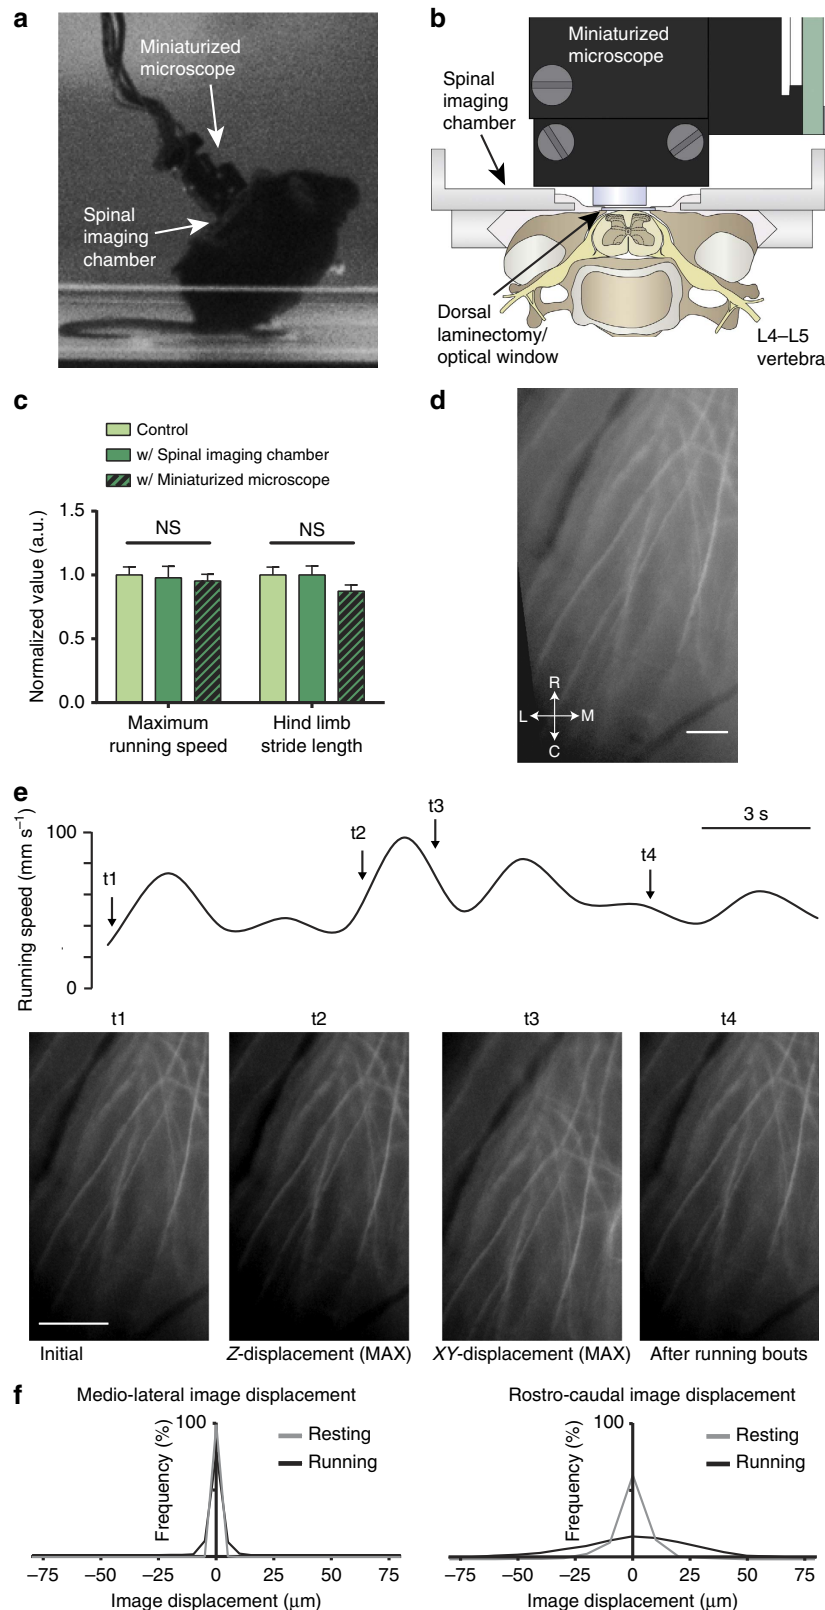 a
Miniaturized
microscope
Spinal
imaging
chamber
b
Miniaturized
microscope
Spinal
imaging
chamber
Dorsal
laminectomy/
optical window
L4–L5
vertebra
c
Control
w/ Spinal imaging chamber
w/ Miniaturized microscope
Normalized value (a.u.)
1.5
1.0
0.5
0.0
NS
NS
Maximum
running speed
Hind limb
stride length
d
R
L
M
C
e
Running speed (mm s⁻¹)
100
0
t1
t2
t3
t4
3 s
t1
t2
t3
t4
Initial
Z-displacement (MAX)
XY-displacement (MAX)
After running bouts
f
Medio-lateral image displacement
Frequency (%)
100
Resting
Running
−75 −50 −25 0 25 50 75
Image displacement (μm)
Rostro-caudal image displacement
Frequency (%)
100
Resting
Running
−75 −50 −25 0 25 50 75
Image displacement (μm)